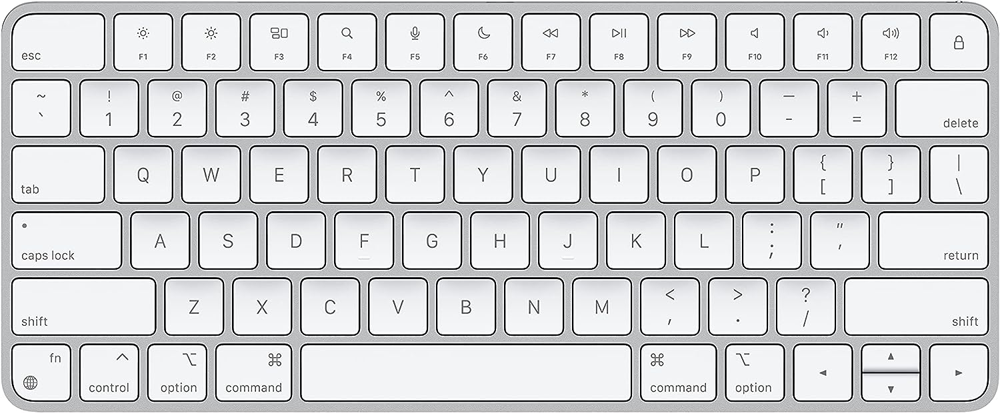 esc F1 F2 F3 F4 F5 F6 F7 F8 F9 F10 F11 F12
~ ! @ # $ % ^ & * ( ) — +
` 1 2 3 4 5 6 7 8 9 0 - = delete
tab Q W E R T Y U I O P { [ } ] | \
caps lock A S D F G H J K L : ; " ' return
shift Z X C V B N M < , > . ? / shift
fn ^ control ⌥ option ⌘ command ⌘ command ⌥ option ◀ ▲ ▼ ▶